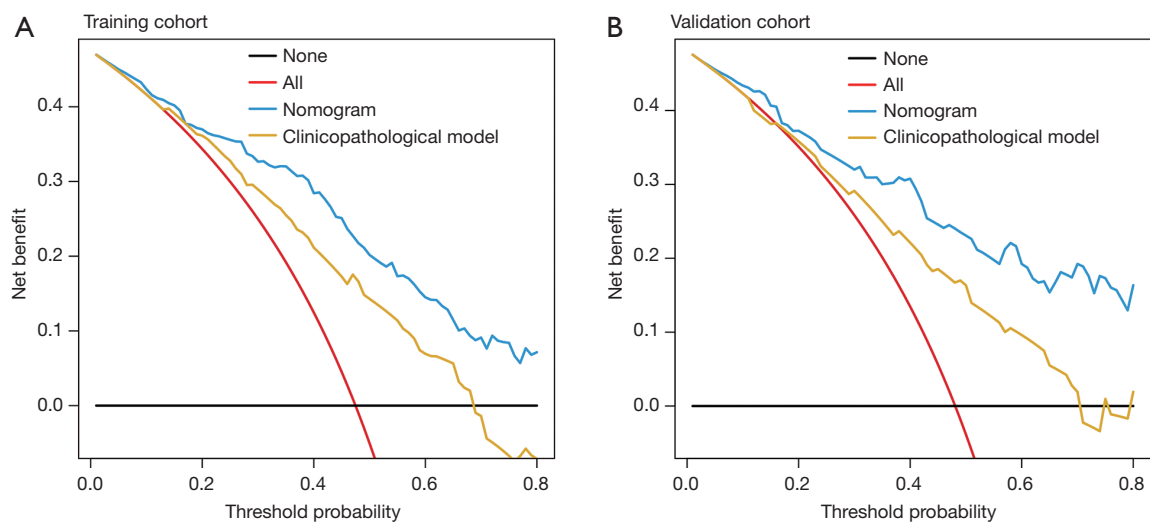 A
Training cohort
None
All
Nomogram
Clinicopathological model
Net benefit
0.4
0.3
0.2
0.1
0.0
0.0 0.2 0.4 0.6 0.8
Threshold probability
B
Validation cohort
None
All
Nomogram
Clinicopathological model
Net benefit
0.4
0.3
0.2
0.1
0.0
0.0 0.2 0.4 0.6 0.8
Threshold probability